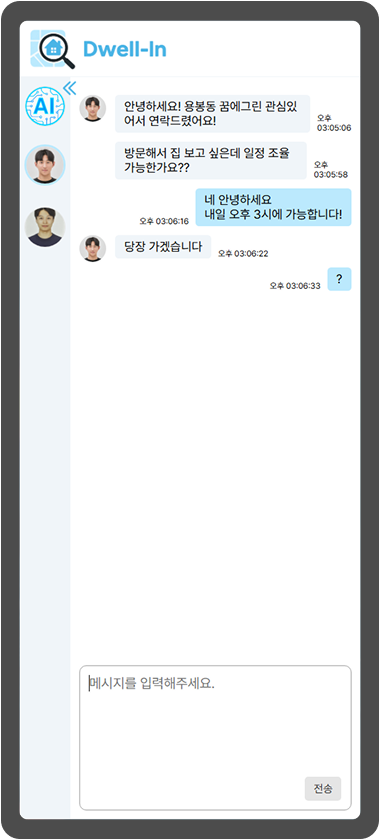 Dwell-In
AI
안녕하세요! 용봉동 꿈에그린 관심있
어서 연락드렸어요!
오후
03:05:06
방문해서 집 보고 싶은데 일정 조율
가능한가요??
오후
03:05:58
네 안녕하세요
내일 오후 3시에 가능합니다!
오후 03:06:16
당장 가겠습니다
오후 03:06:22
?
오후 03:06:33
메시지를 입력해주세요.
전송